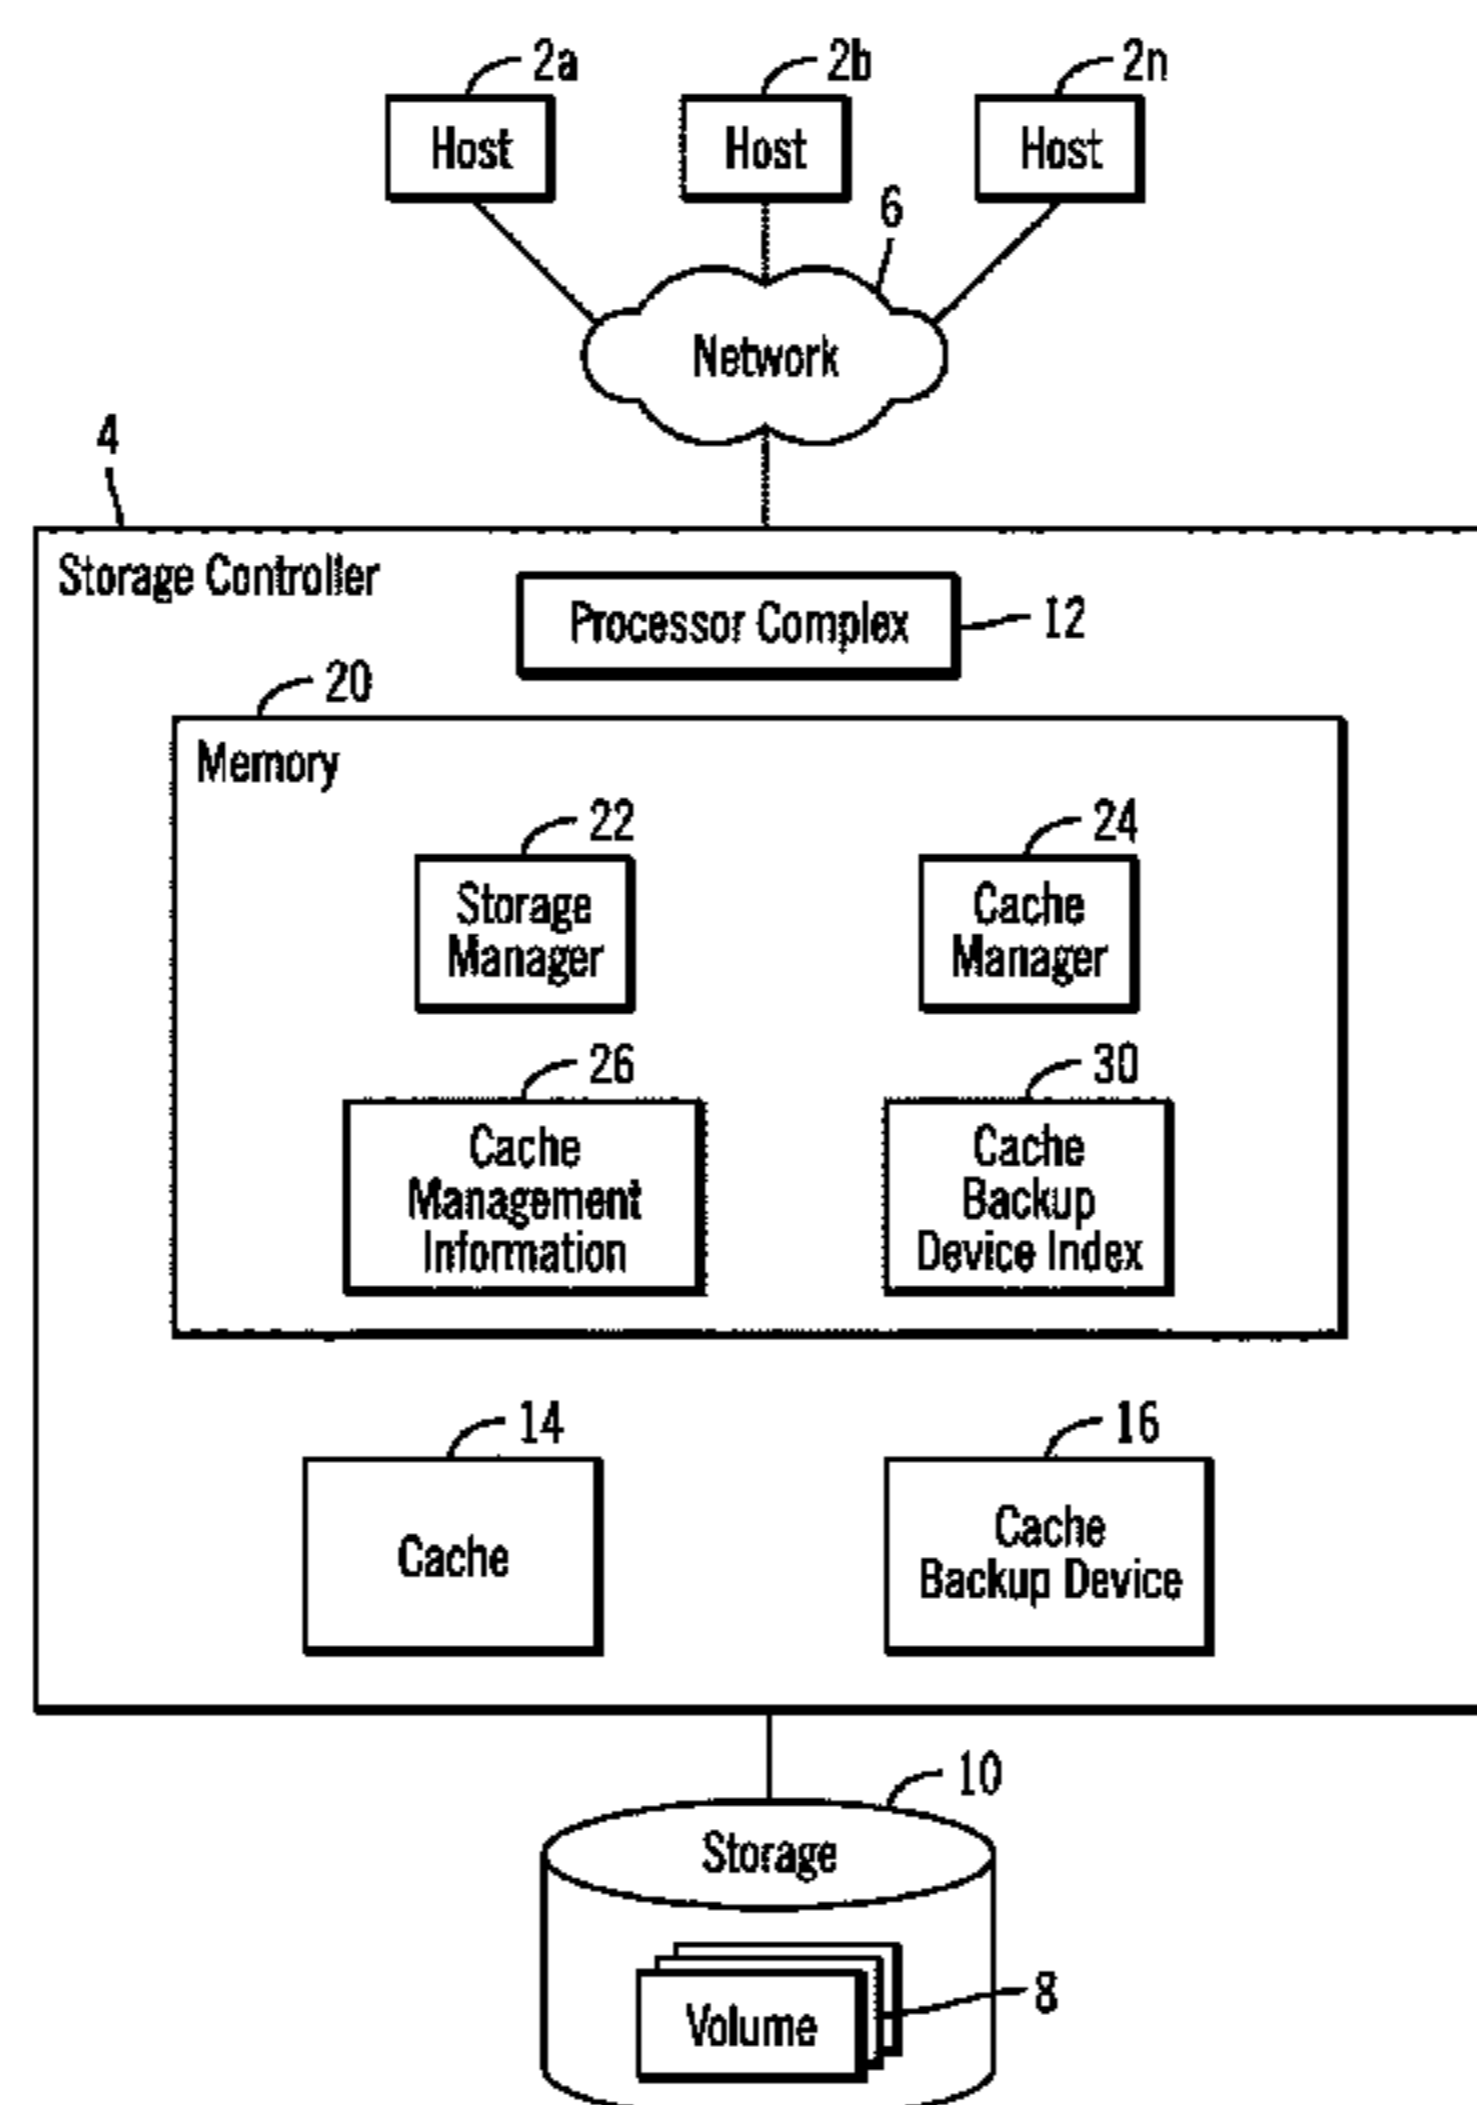 2a
2b
2n
Host
Host
Host
6
Network
4
Storage Controller
Processor Complex
12
20
Memory
22
24
Storage
Manager
Cache
Manager
26
30
Cache
Management
Information
Cache
Backup
Device Index
14
16
Cache
Cache
Backup Device
10
Storage
Volume
8